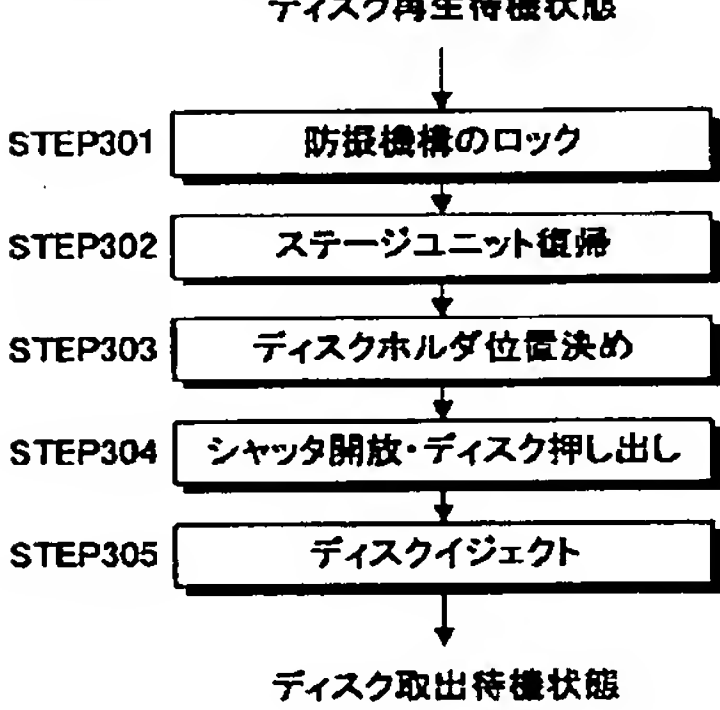 ディスク再生待機状態
STEP301 防振機構のロック
STEP302 ステージユニット復帰
STEP303 ディスクホルダ位置決め
STEP304 シャッタ開放・ディスク押し出し
STEP305 ディスクイジェクト
ディスク取出待機状態